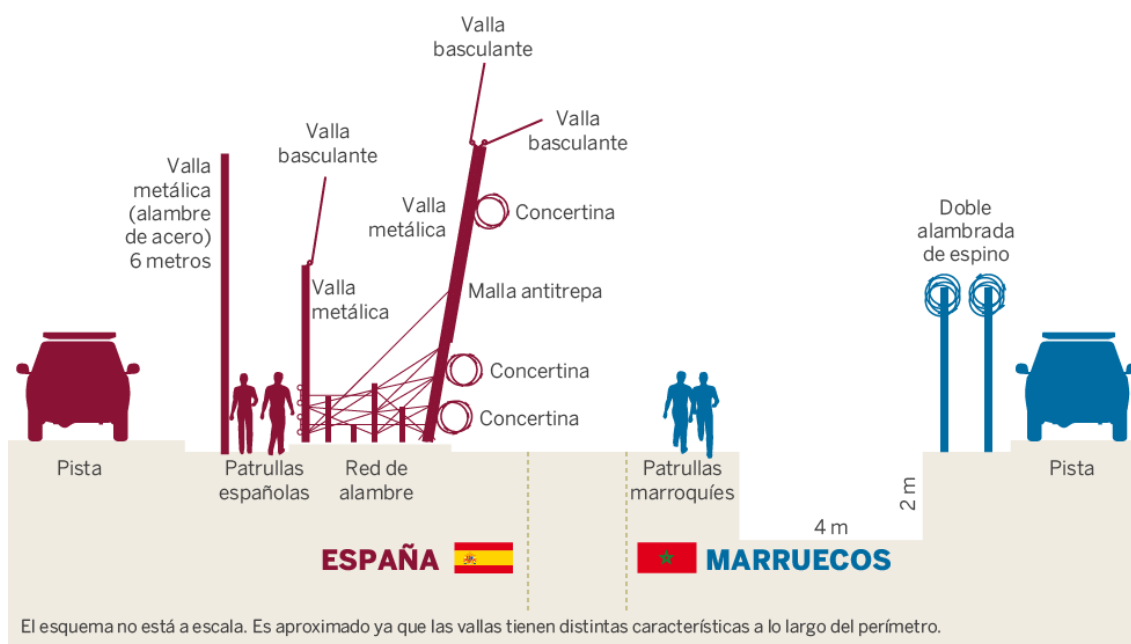 Valla
basculante
Valla
basculante
Valla
basculante
Valla
metálica
(alambre
de acero)
6 metros
Valla
metálica
Concertina
Doble
alambrada
de espino
Valla
metálica
Malla antitrepa
Concertina
Concertina
Pista
Patrullas
españolas
Red de
alambre
Patrullas
marroquíes
2 m
4 m
Pista
ESPAÑA
MARRUECOS
El esquema no está a escala. Es aproximado ya que las vallas tienen distintas características a lo largo del perímetro.